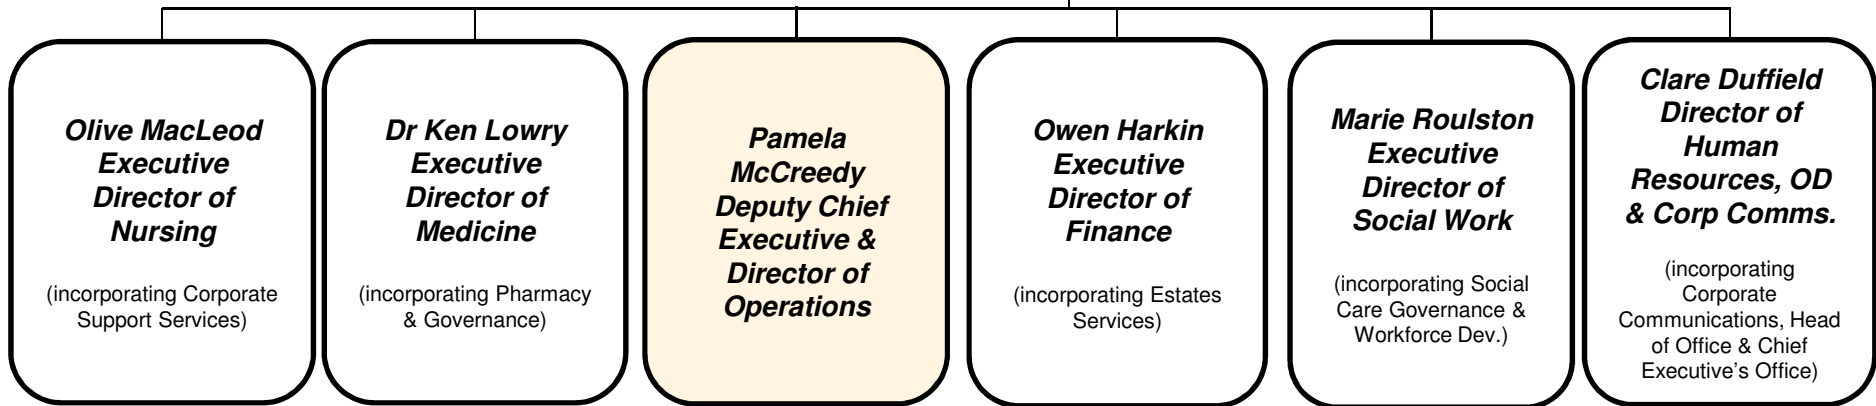 Olive MacLeod
Executive
Director of
Nursing
(incorporating Corporate
Support Services)
Dr Ken Lowry
Executive
Director of
Medicine
(incorporating Pharmacy
& Governance)
Pamela
McCreedy
Deputy Chief
Executive &
Director of
Operations
Owen Harkin
Executive
Director of
Finance
(incorporating Estates
Services)
Marie Roulston
Executive
Director of
Social Work
(incorporating Social
Care Governance &
Workforce Dev.)
Clare Duffield
Director of
Human
Resources, OD
& Corp Comms.
(incorporating
Corporate
Communications, Head
of Office & Chief
Executive's Office)